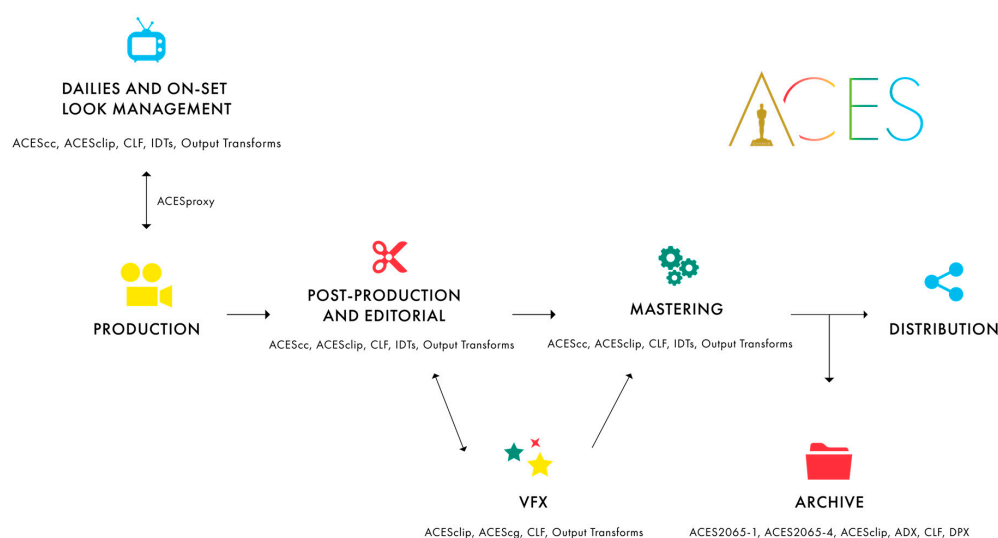 DAILIES AND ON-SET
LOOK MANAGEMENT
ACEScc, ACESclip, CLF, IDTs, Output Transforms
ACES
ACESproxy
PRODUCTION
POST-PRODUCTION
AND EDITORIAL
ACEScc, ACESclip, CLF, IDTs, Output Transforms
MASTERING
ACEScc, ACESclip, CLF, IDTs, Output Transforms
DISTRIBUTION
VFX
ACESclip, ACEScg, CLF, Output Transforms
ARCHIVE
ACES2065-1, ACES2065-4, ACESclip, ADX, CLF, DPX